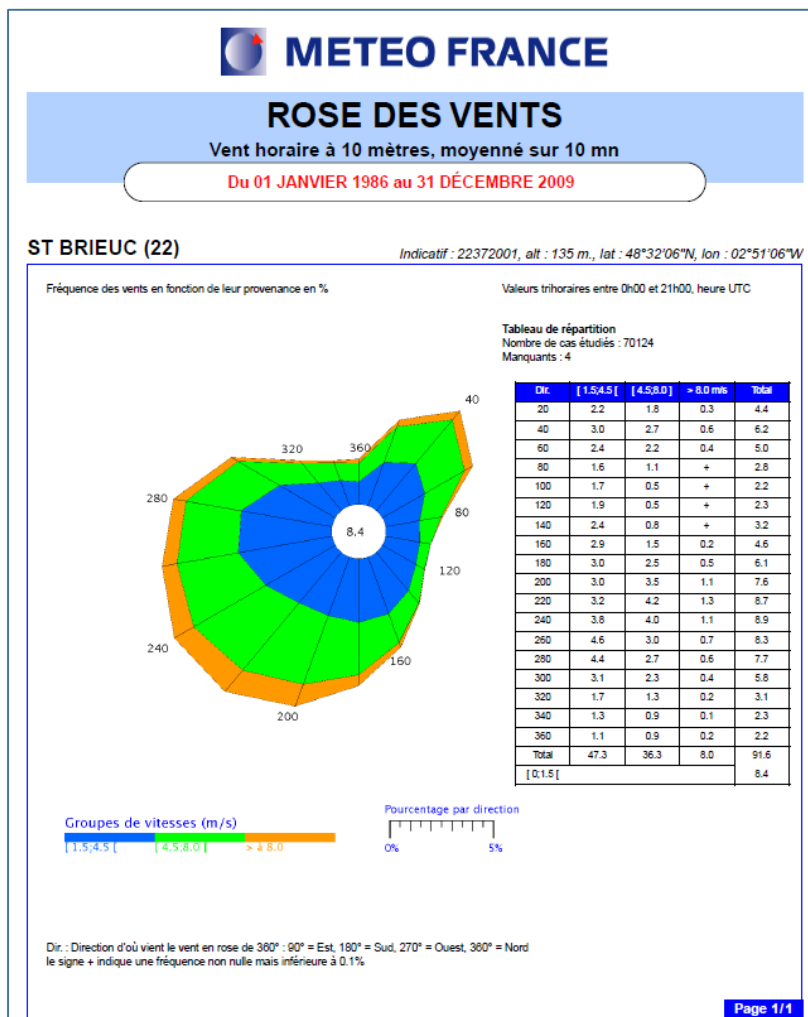 METEO FRANCE
ROSE DES VENTS
Vent horaire à 10 mètres, moyenné sur 10 mn
Du 01 JANVIER 1986 au 31 DÉCEMBRE 2009
ST BRIEUC (22)
Indicatif : 22372001, alt : 135 m., lat : 48°32'06"N, lon : 02°51'06"W
Fréquence des vents en fonction de leur provenance en %
Valeurs trihoraires entre 0h00 et 21h00, heure UTC
Tableau de répartition
Nombre de cas étudiés : 70124
Manquants : 4
Dir. [ 1.5;4.5 [ [ 4.5;8.0 ] > 8.0 m/s Total
20 2.2 1.8 0.3 4.4
40 3.0 2.7 0.6 6.2
60 2.4 2.2 0.4 5.0
80 1.6 1.1 + 2.8
100 1.7 0.5 + 2.2
120 1.9 0.5 + 2.3
140 2.4 0.8 + 3.2
160 2.9 1.5 0.2 4.6
180 3.0 2.5 0.5 6.1
200 3.0 3.5 1.1 7.6
220 3.2 4.2 1.3 8.7
240 3.8 4.0 1.1 8.9
260 4.6 3.0 0.7 8.3
280 4.4 2.7 0.6 7.7
300 3.1 2.3 0.4 5.8
320 1.7 1.3 0.2 3.1
340 1.3 0.9 0.1 2.3
360 1.1 0.9 0.2 2.2
Total 47.3 36.3 8.0 91.6
[ 0;1.5 [ 8.4
40
320 360
280
80
8.4
120
240
160
200
Groupes de vitesses (m/s)
[ 1.5;4.5 [ [ 4.5;8.0 ] > à 8.0
Pourcentage par direction
0% 5%
Dir. : Direction d'où vient le vent en rose de 360° : 90° = Est, 180° = Sud, 270° = Ouest, 360° = Nord
le signe + indique une fréquence non nulle mais inférieure à 0.1%
Page 1/1